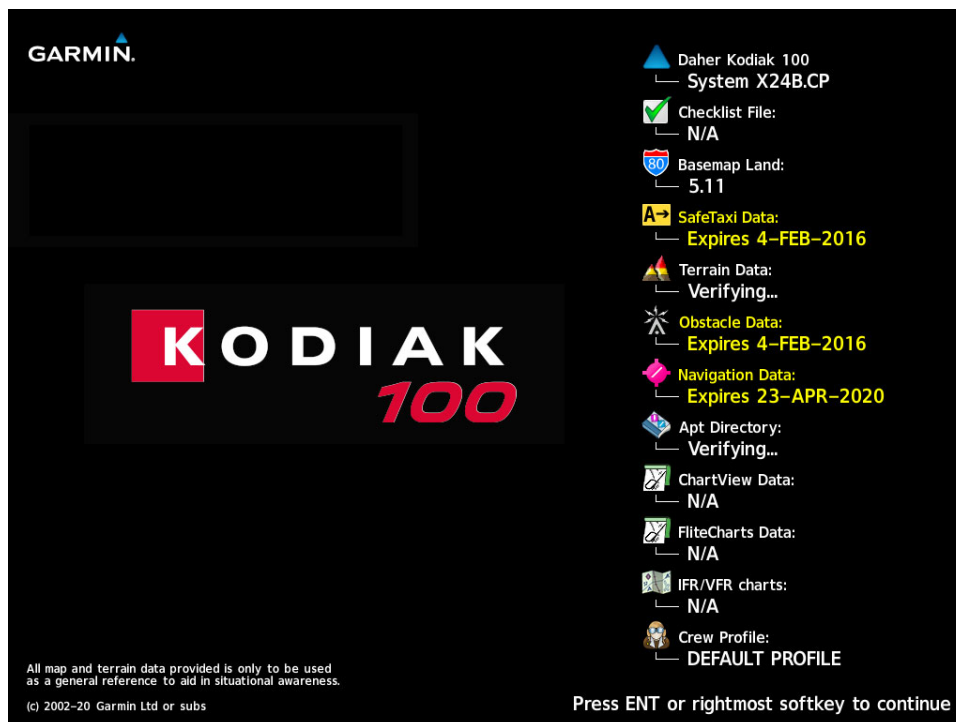 GARMIN.
KODIAK
100
All map and terrain data provided is only to be used
as a general reference to aid in situational awareness.
(c) 2002-20 Garmin Ltd or subs
Daher Kodiak 100
System X24B.CP
Checklist File:
N/A
80
Basemap Land:
5.11
A→
SafeTaxi Data:
Expires 4-FEB-2016
Terrain Data:
Verifying...
Obstacle Data:
Expires 4-FEB-2016
Navigation Data:
Expires 23-APR-2020
Apt Directory:
Verifying...
ChartView Data:
N/A
FliteCharts Data:
N/A
IFR/VFR charts:
N/A
Crew Profile:
DEFAULT PROFILE
Press ENT or rightmost softkey to continue